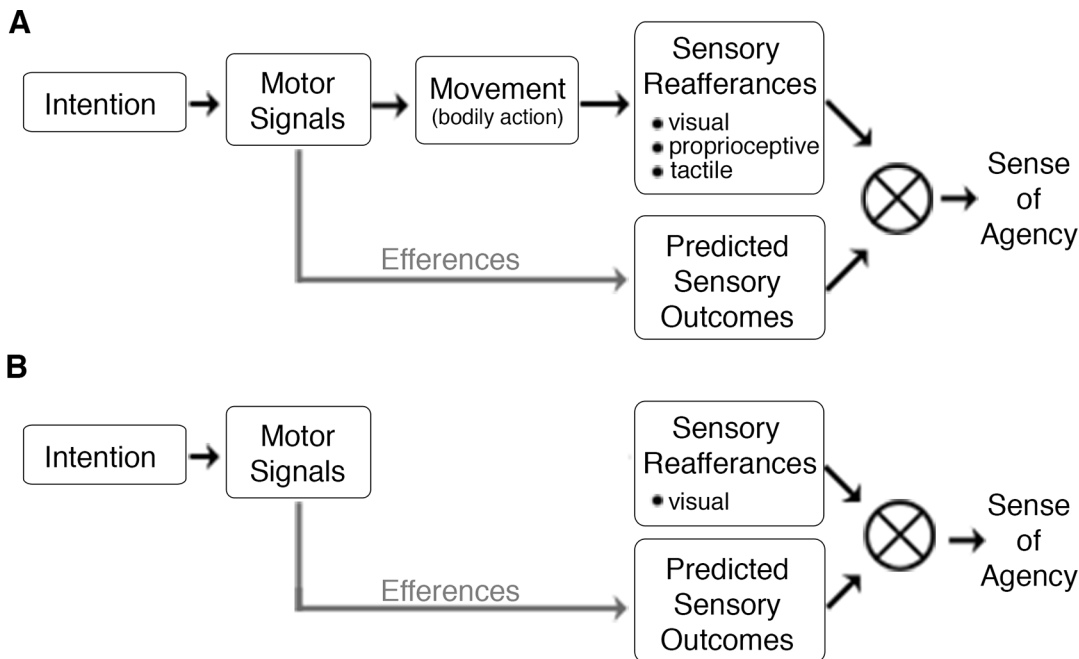 A
Intention
Motor
Signals
Movement
(bodily action)
Sensory
Reafferances
• visual
• proprioceptive
• tactile
Efferences
Predicted
Sensory
Outcomes
Sense
of
Agency
B
Intention
Motor
Signals
Sensory
Reafferances
• visual
Efferences
Predicted
Sensory
Outcomes
Sense
of
Agency